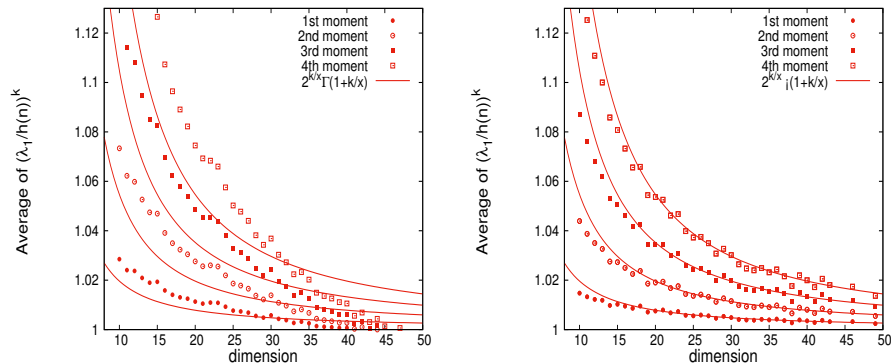 1.12
1.1
1.08
1.06
1.04
1.02
1
10 15 20 25 30 35 40 45 50
dimension
Average of (λ₁/h(n))ᵏ
1st moment
2nd moment
3rd moment
4th moment
2^{k/x}Γ(1+k/x)
1.12
1.1
1.08
1.06
1.04
1.02
1
10 15 20 25 30 35 40 45 50
dimension
Average of (λ₁/h(n))ᵏ
1st moment
2nd moment
3rd moment
4th moment
2^{k/x} ¡(1+k/x)